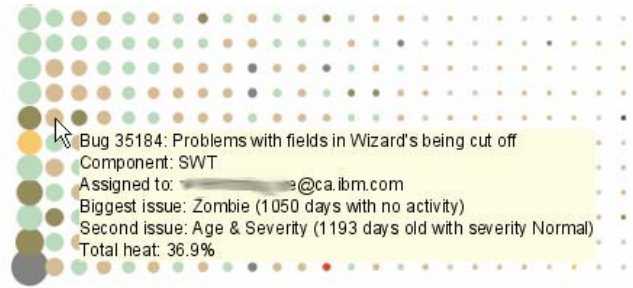 Bug 35184: Problems with fields in Wizard's being cut off
Component: SWT
Assigned to: e@ca.ibm.com
Biggest issue: Zombie (1050 days with no activity)
Second issue: Age & Severity (1193 days old with severity Normal)
Total heat: 36.9%